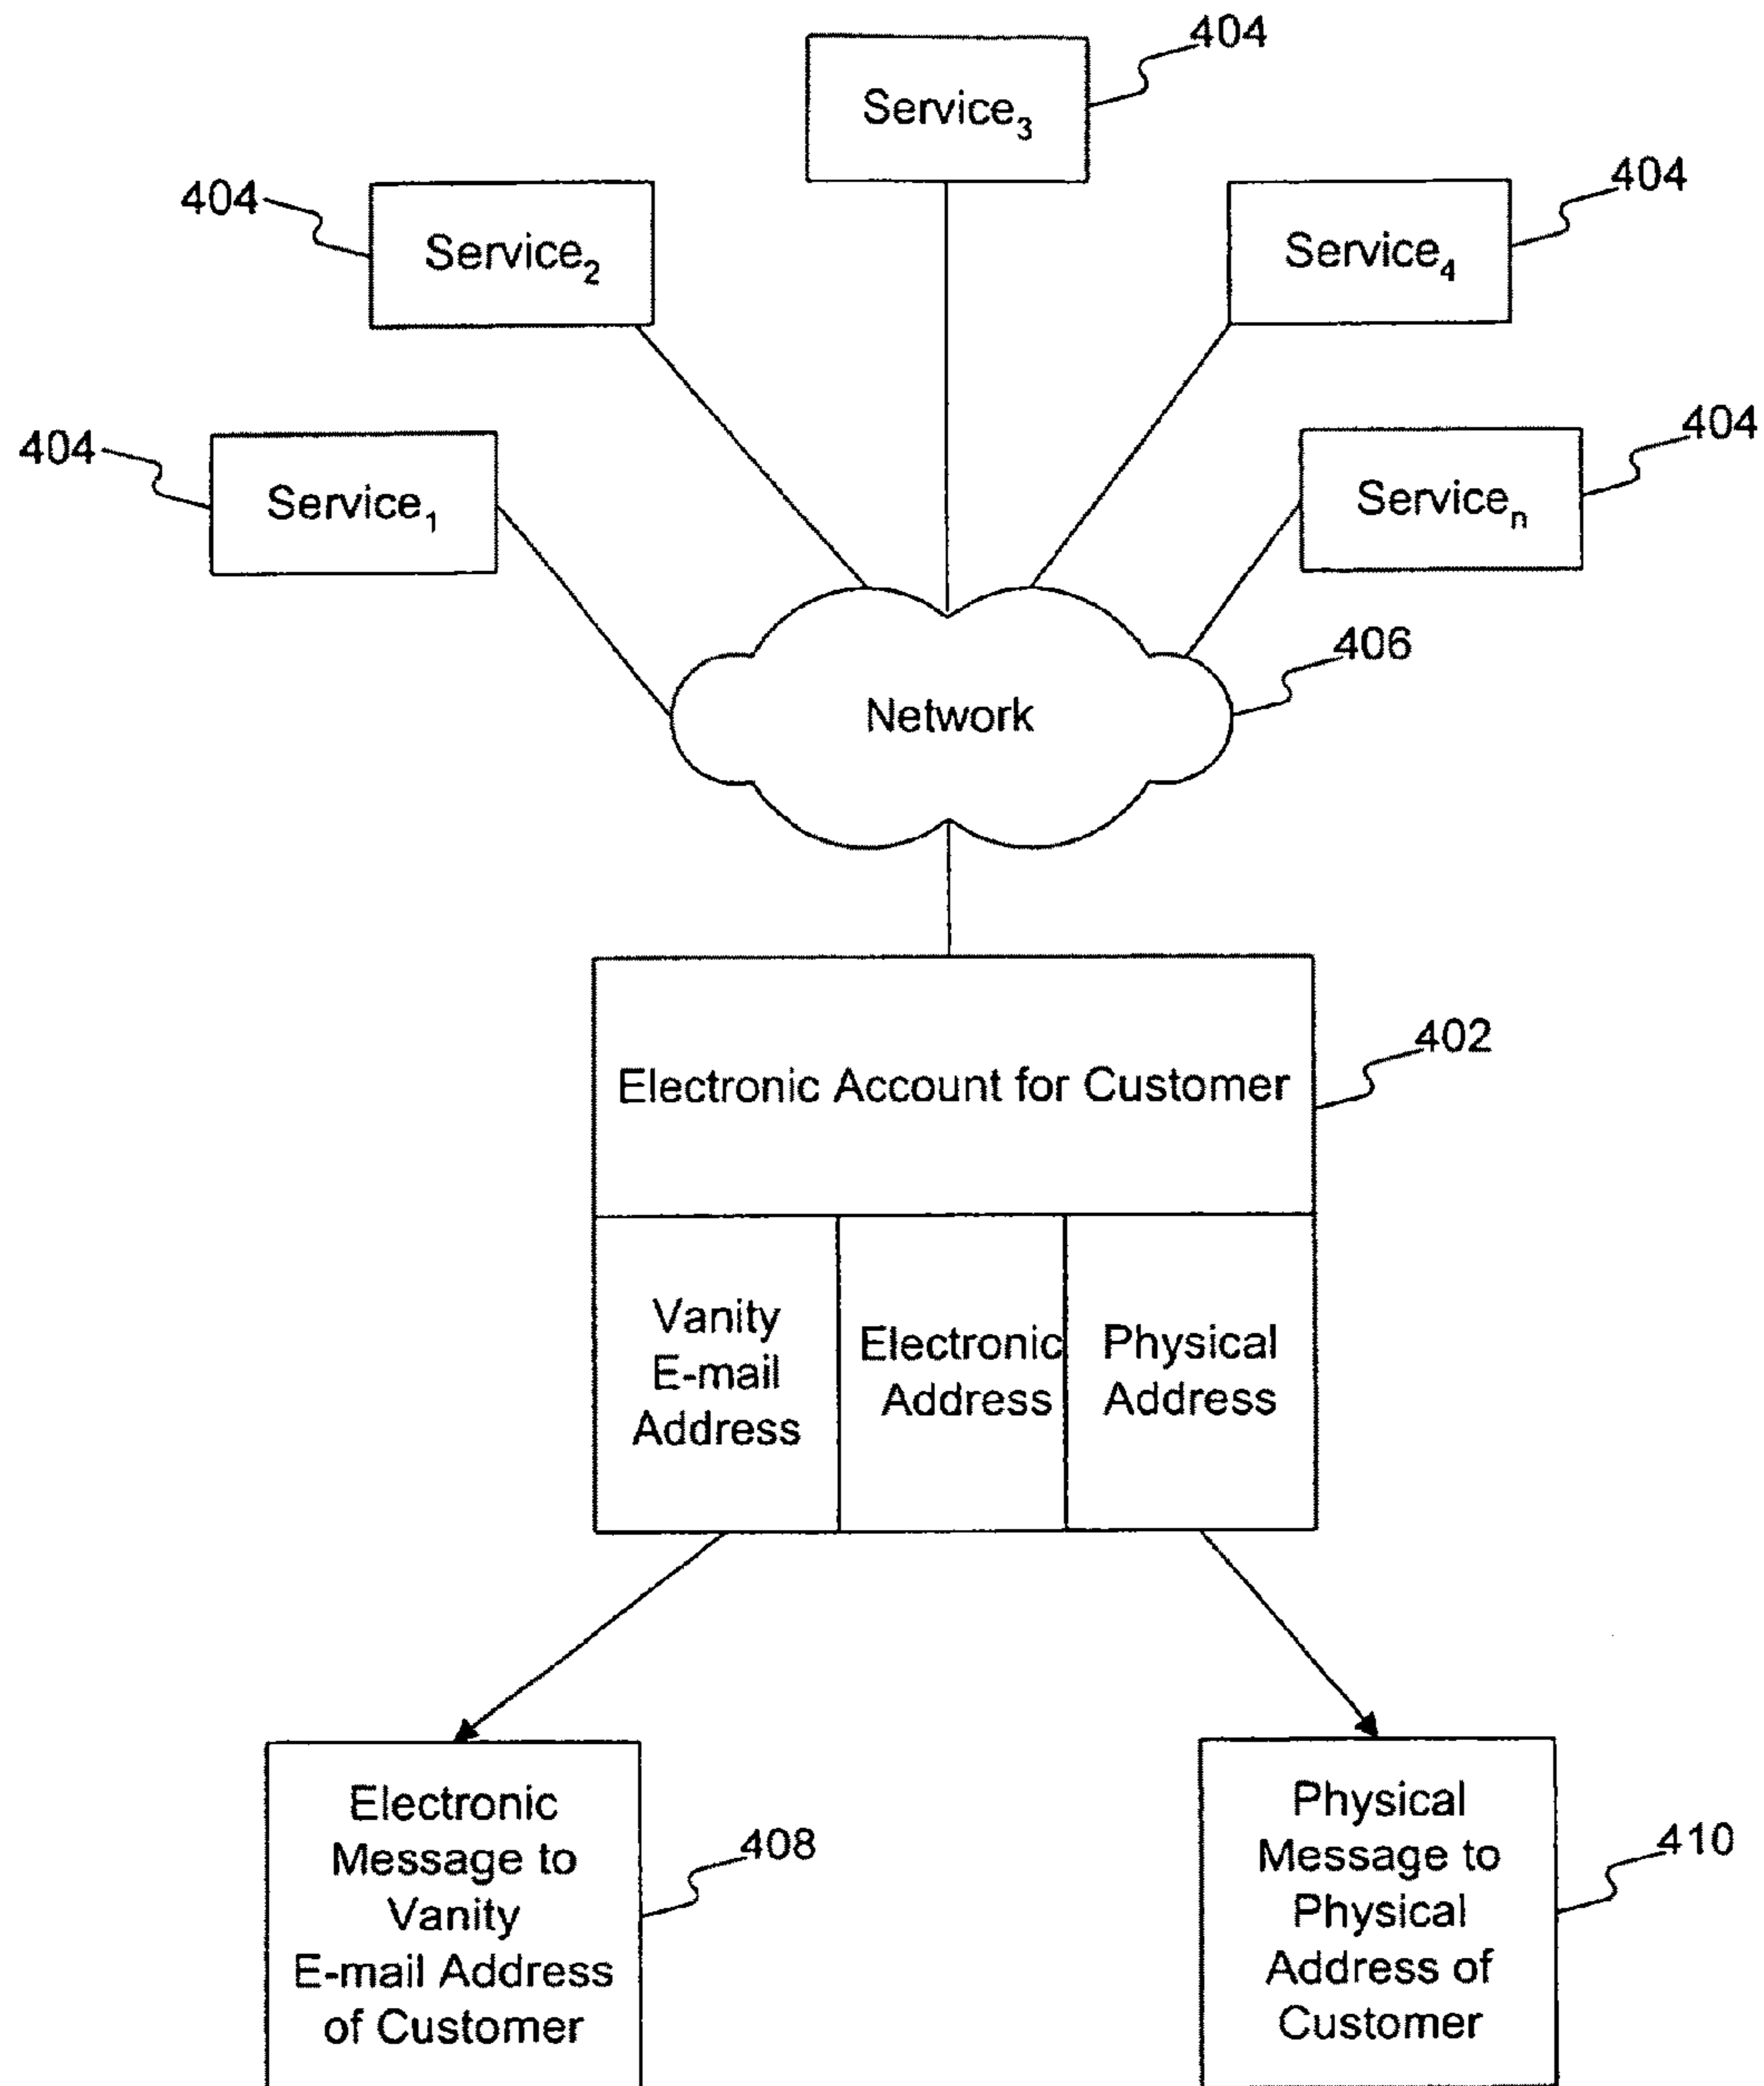 404
Service3
404
Service2
404
Service4
404
Service1
404
Servicen
Network
406
Electronic Account for Customer
402
Vanity
E-mail
Address
Electronic
Address
Physical
Address
Electronic
Message to
Vanity
E-mail Address
of Customer
408
Physical
Message to
Physical
Address of
Customer
410